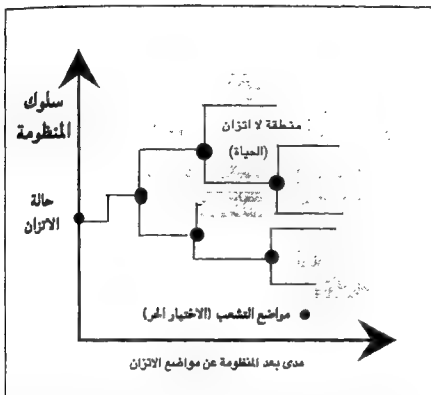 سلوك
المنظومة
منطقة لا اتزان
(الحياة)
حالة
الاتزان
مواضع التشعب (الاختيار الحر)
مدى بعد المنظومة عن مواضع الاتزان